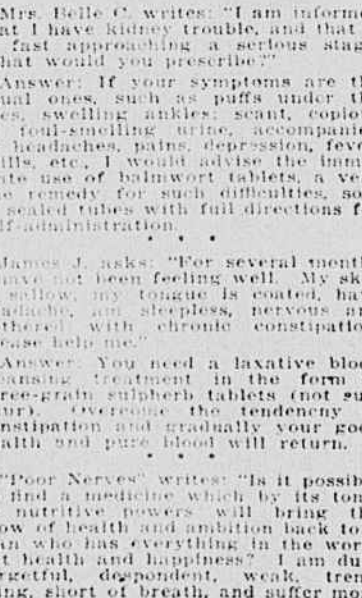 Mrs. Belle C. writes: "I am inform
at I have kidney trouble, and that
fast approaching a serious stag
hat would you prescribe?"
Answer: If your symptoms are th
ual ones, such as puffs under th
es, swelling ankles; scant, copio
foul-smelling urine, accompanie
headaches, pains, depression, feve
ills, etc., I would advise the imm
te use of balmwort tablets, a ve
e remedy for such difficulties, so
sealed tubes with full directions f
lf-administration.
* * *
James J. asks: "For several month
have not been feeling well. My sk
sallow, my tongue is coated, ha
adache, am sleepless, nervous an
thered with chronic constipatio
ease help me."
Answer: You need a laxative bloo
eansing treatment in the form
ree-grain sulpherb tablets (not su
ur). Overcome the tendency
nstipation and gradually your goo
alth and pure blood will return.
* * *
"Poor Nerves" writes: "Is it possib
find a medicine which by its ton
nutritive powers will bring th
ow of health and ambition back to
an who has everything in the wor
t health and happiness? I am du
rgetful, despondent, weak, trem
ing, short of breath, and suffer mo